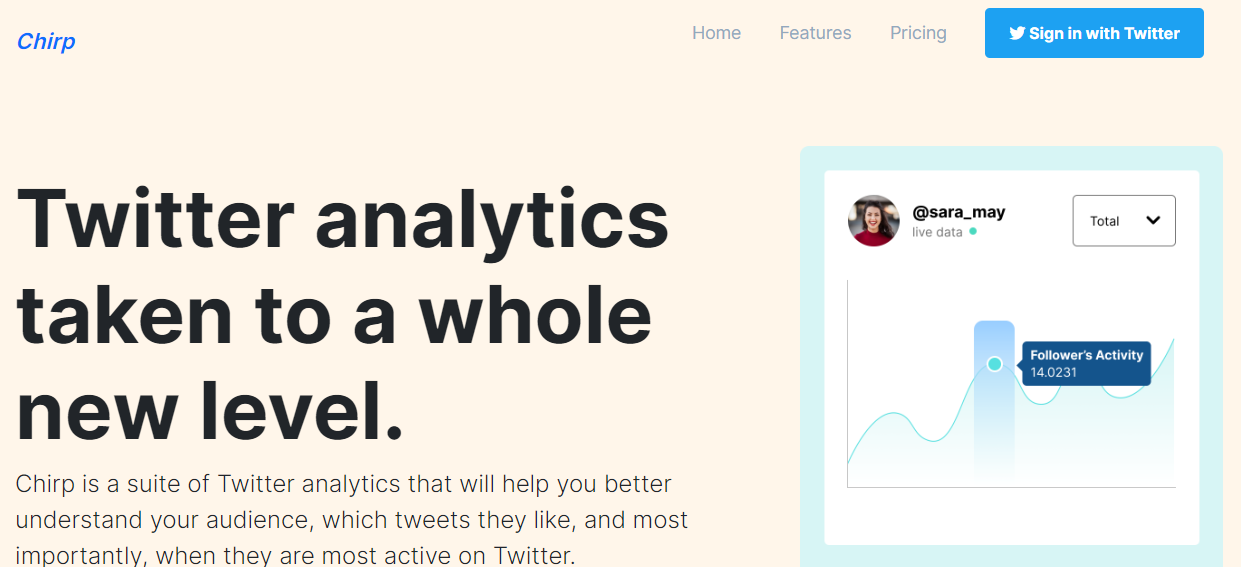 Chirp
Home
Features
Pricing
Sign in with Twitter
Twitter analytics
taken to a whole
new level.
Chirp is a suite of Twitter analytics that will help you better
understand your audience, which tweets they like, and most
importantly, when they are most active on Twitter.
@sara_may
live data
Total
Follower's Activity
14.0231